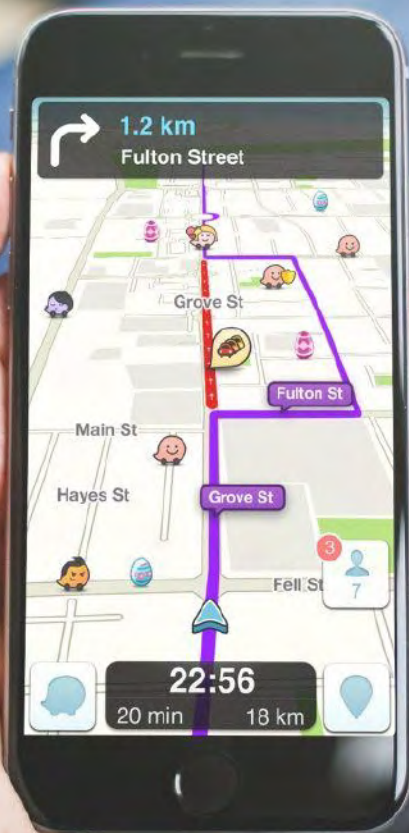 1.2 km
Fulton Street
Grove St
Fulton St
Main St
Hayes St
Grove St
3
7
Fell St
22:56
20 min 18 km